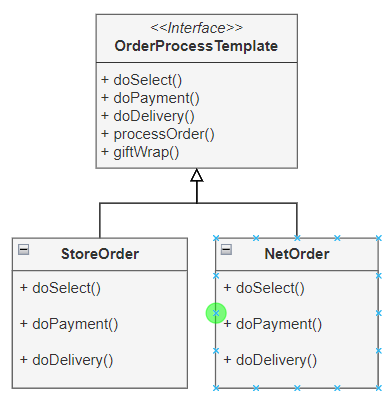 <<Interface>>
OrderProcessTemplate
+ doSelect()
+ doPayment()
+ doDelivery()
+ processOrder()
+ giftWrap()
StoreOrder
+ doSelect()
+ doPayment()
+ doDelivery()
NetOrder
+ doSelect()
+ doPayment()
+ doDelivery()